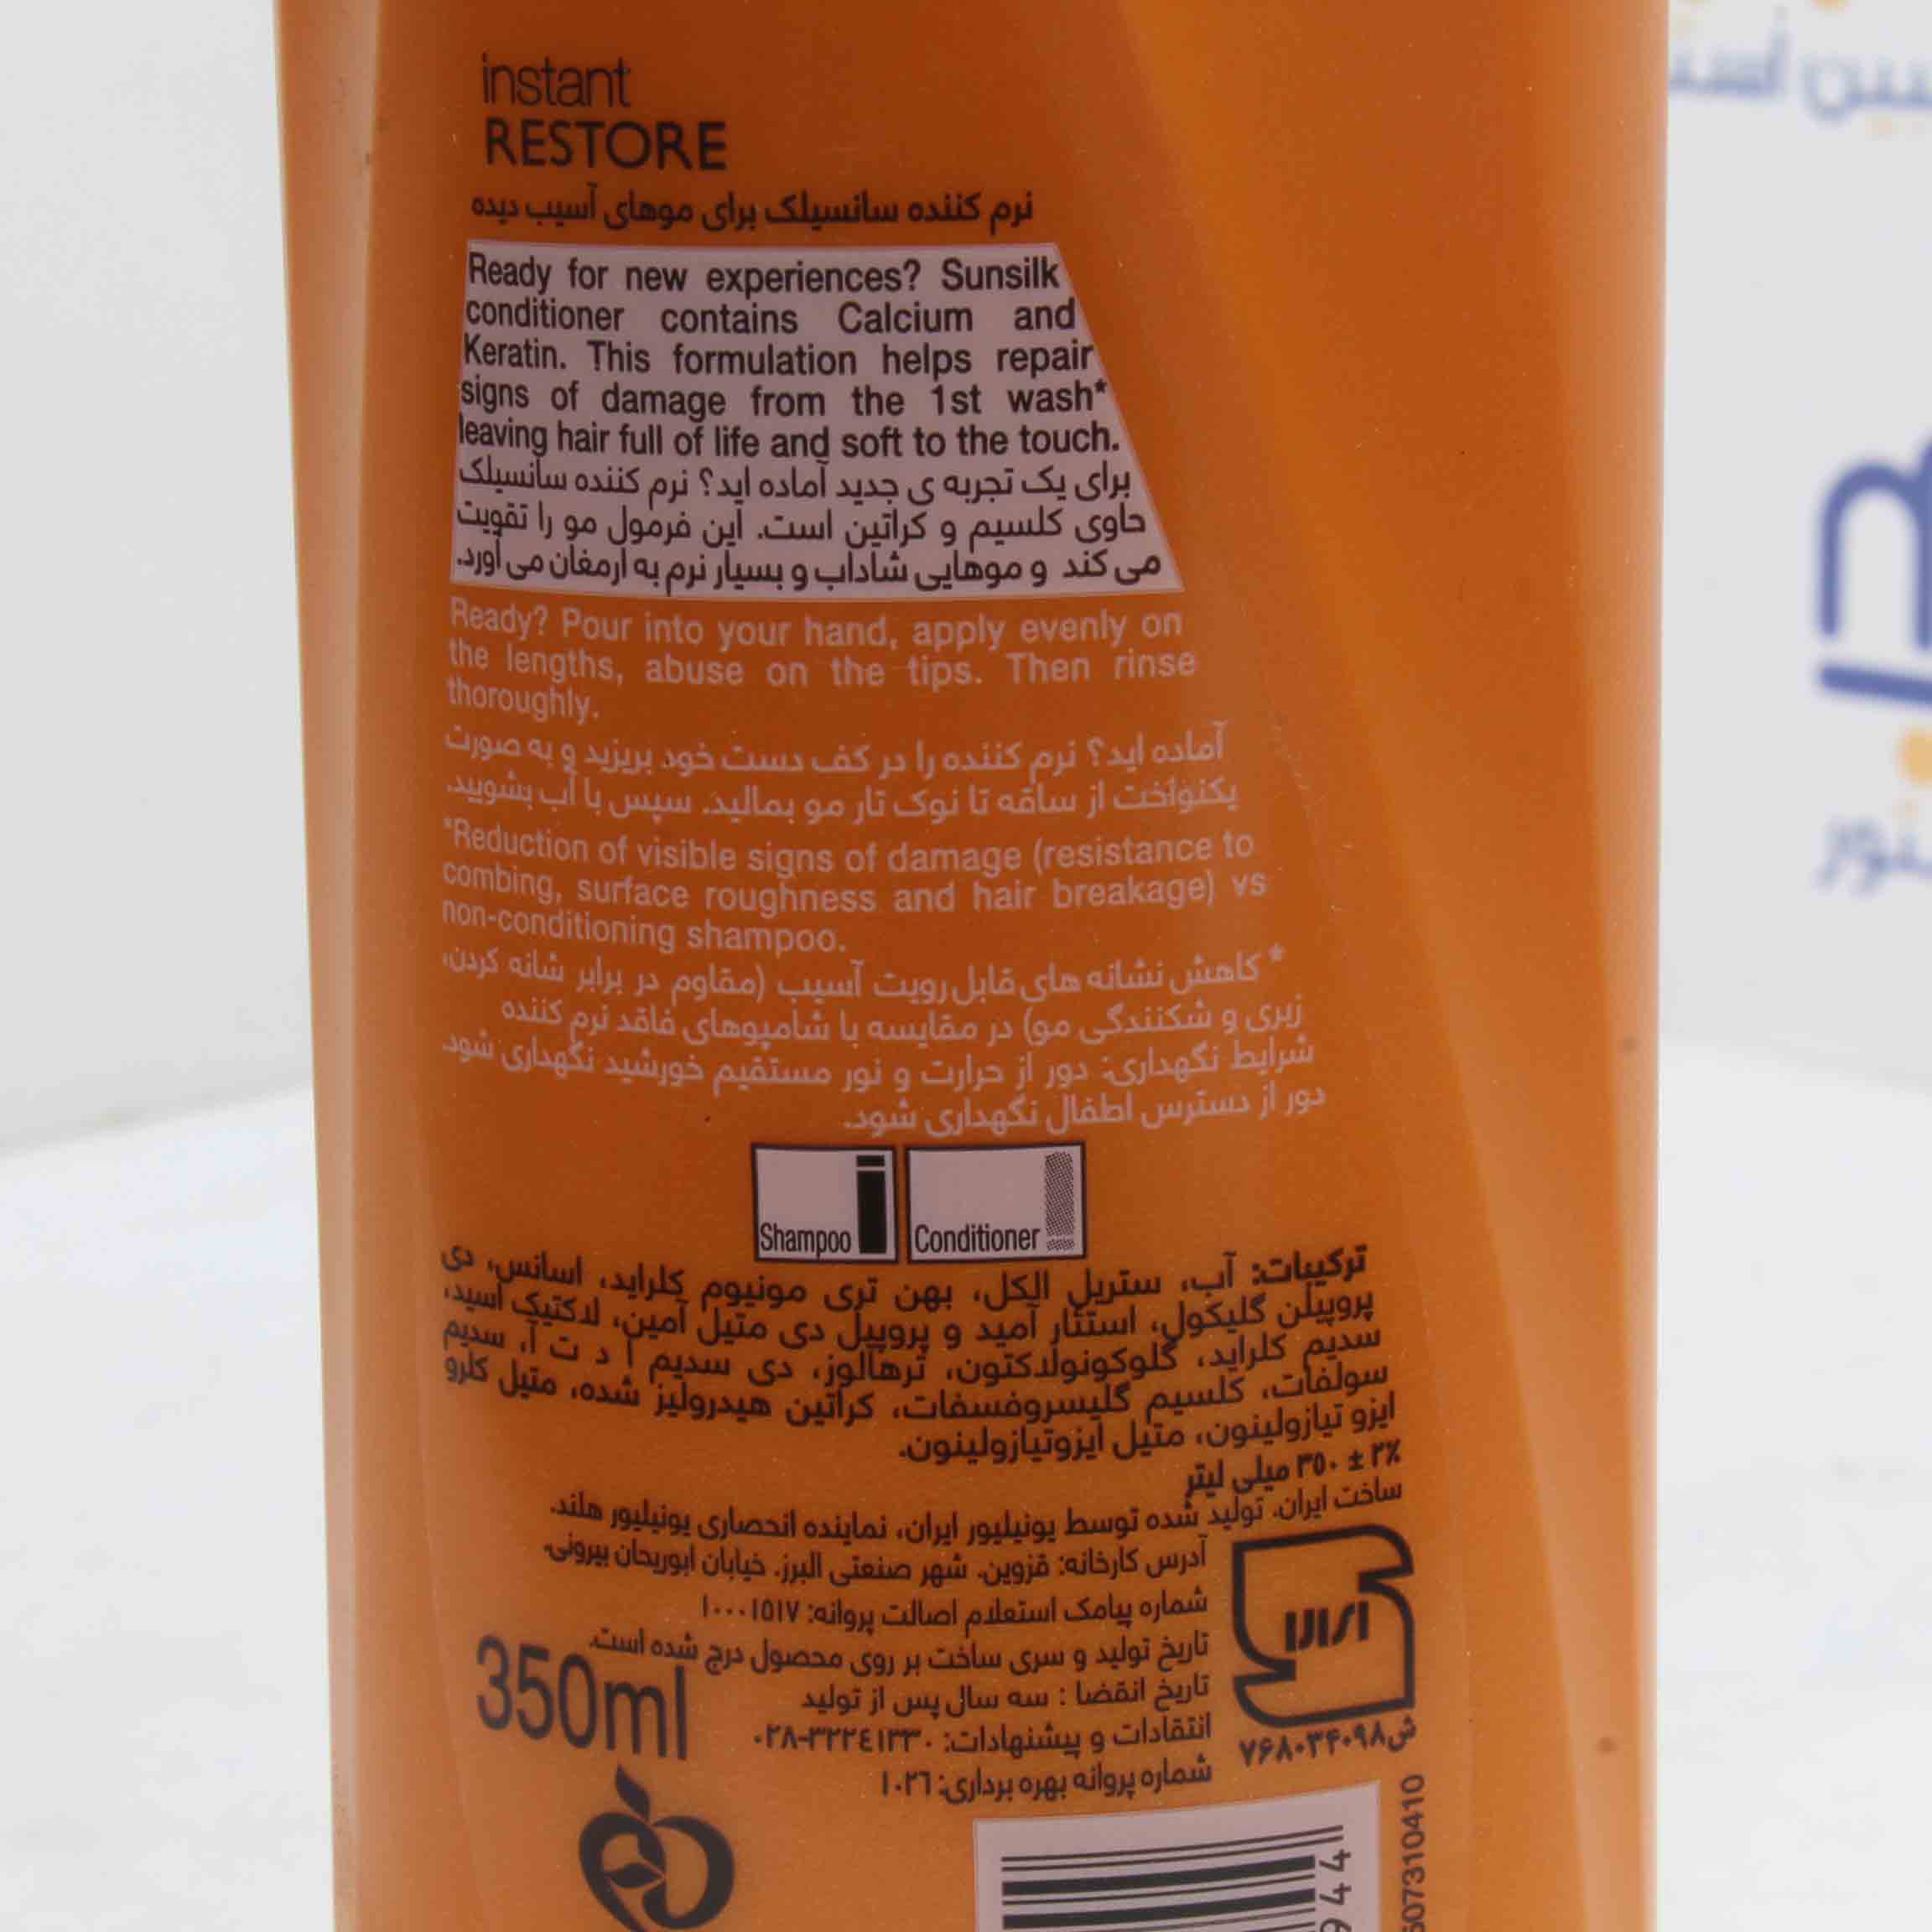 instant
RESTORE
نرم کننده سانسیلک برای موهای آسیب دیده
Ready for new experiences? Sunsilk
conditioner contains Calcium and
Keratin. This formulation helps repair
signs of damage from the 1st wash*
leaving hair full of life and soft to the touch.
برای یک تجربه ی جدید آماده اید؟ نرم کننده سانسیلک
حاوی کلسیم و کراتین است. این فرمول مو را تقویت
می کند و موهایی شاداب و بسیار نرم به ارمغان می آورد.
Ready? Pour into your hand, apply evenly on
the lengths, abuse on the tips. Then rinse
thoroughly.
آماده اید؟ نرم کننده را در کف دست خود بریزید و به صورت
یکنواخت از ساقه تا نوک تار مو بمالید. سپس با آب بشویید.
*Reduction of visible signs of damage (resistance to
combing, surface roughness and hair breakage) vs
non-conditioning shampoo.
* کاهش نشانه های قابل رویت آسیب (مقاوم در برابر شانه کردن،
زبری و شکنندگی مو) در مقایسه با شامپوهای فاقد نرم کننده
شرایط نگهداری: دور از حرارت و نور مستقیم خورشید نگهداری شود.
دور از دسترس اطفال نگهداری شود.
Shampoo Conditioner
ترکیبات: آب، ستریل الکل، بهن تری مونیوم کلراید، اسانس، دی
پروپیلن گلیکول، استئار آمید و پروپیل دی متیل آمین، لاکتیک اسید،
سدیم کلراید، گلوکونولاکتون، ترهالوز، دی سدیم ا د ت آ، سدیم
سولفات، کلسیم گلیسروفسفات، کراتین هیدرولیز شده، متیل کلرو
ایزو تیازولینون، متیل ایزوتیازولینون.
۳۵۰ ± ۲٪ میلی لیتر
ساخت ایران. تولید شده توسط یونیلیور ایران، نماینده انحصاری یونیلیور هلند.
آدرس کارخانه: قزوین. شهر صنعتی البرز. خیابان ابوریحان بیرونی.
شماره پیامک استعلام اصالت پروانه: ۱۰۰۰۱۵۱۷
تاریخ تولید و سری ساخت بر روی محصول درج شده است.
تاریخ انقضا : سه سال پس از تولید
انتقادات و پیشنهادات: ۰۲۸-۳۲۲٤۱۳۳۰
شماره پروانه بهره برداری: ۱۰۲٦
ش۷۶۸۰۳۴۰۹۸
350ml